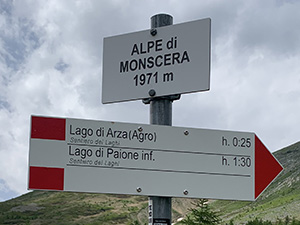 ALPE di
MONSCERA
1971 m
Lago di Arza(Agro) h. 0:25
Sentiero dei Laghi
Lago di Paione inf. h. 1:30
Sentiero dei Laghi